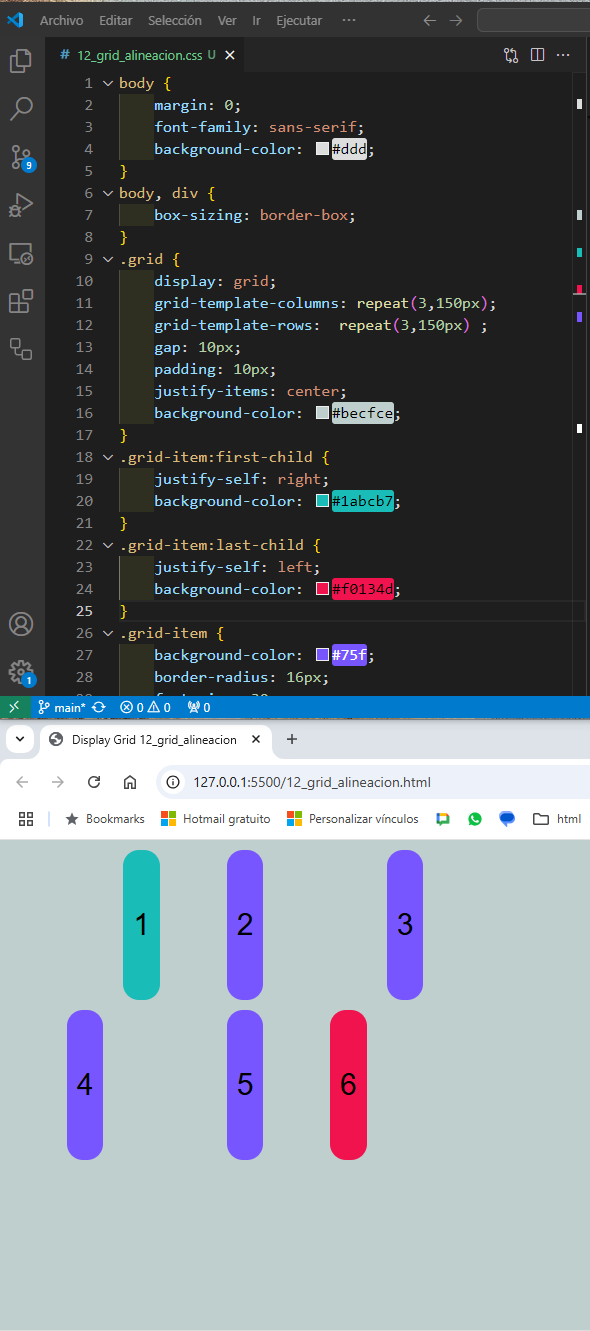 Archivo Editar Selección Ver Ir Ejecutar ···
# 12_grid_alineacion.css U ×
1 body {
2 margin: 0;
3 font-family: sans-serif;
4 background-color: #ddd;
5 }
6 body, div {
7 box-sizing: border-box;
8 }
9 .grid {
10 display: grid;
11 grid-template-columns: repeat(3,150px);
12 grid-template-rows:  repeat(3,150px) ;
13 gap: 10px;
14 padding: 10px;
15 justify-items: center;
16 background-color: #becfce;
17 }
18 .grid-item:first-child {
19 justify-self: right;
20 background-color: #1abcb7;
21 }
22 .grid-item:last-child {
23 justify-self: left;
24 background-color: #f0134d;
25 }
26 .grid-item {
27 background-color: #75f;
28 border-radius: 16px;
9
1
main* 0 0 0
Display Grid 12_grid_alineacion × +
127.0.0.1:5500/12_grid_alineacion.html
Bookmarks Hotmail gratuito Personalizar vínculos html
1 2 3
4 5 6